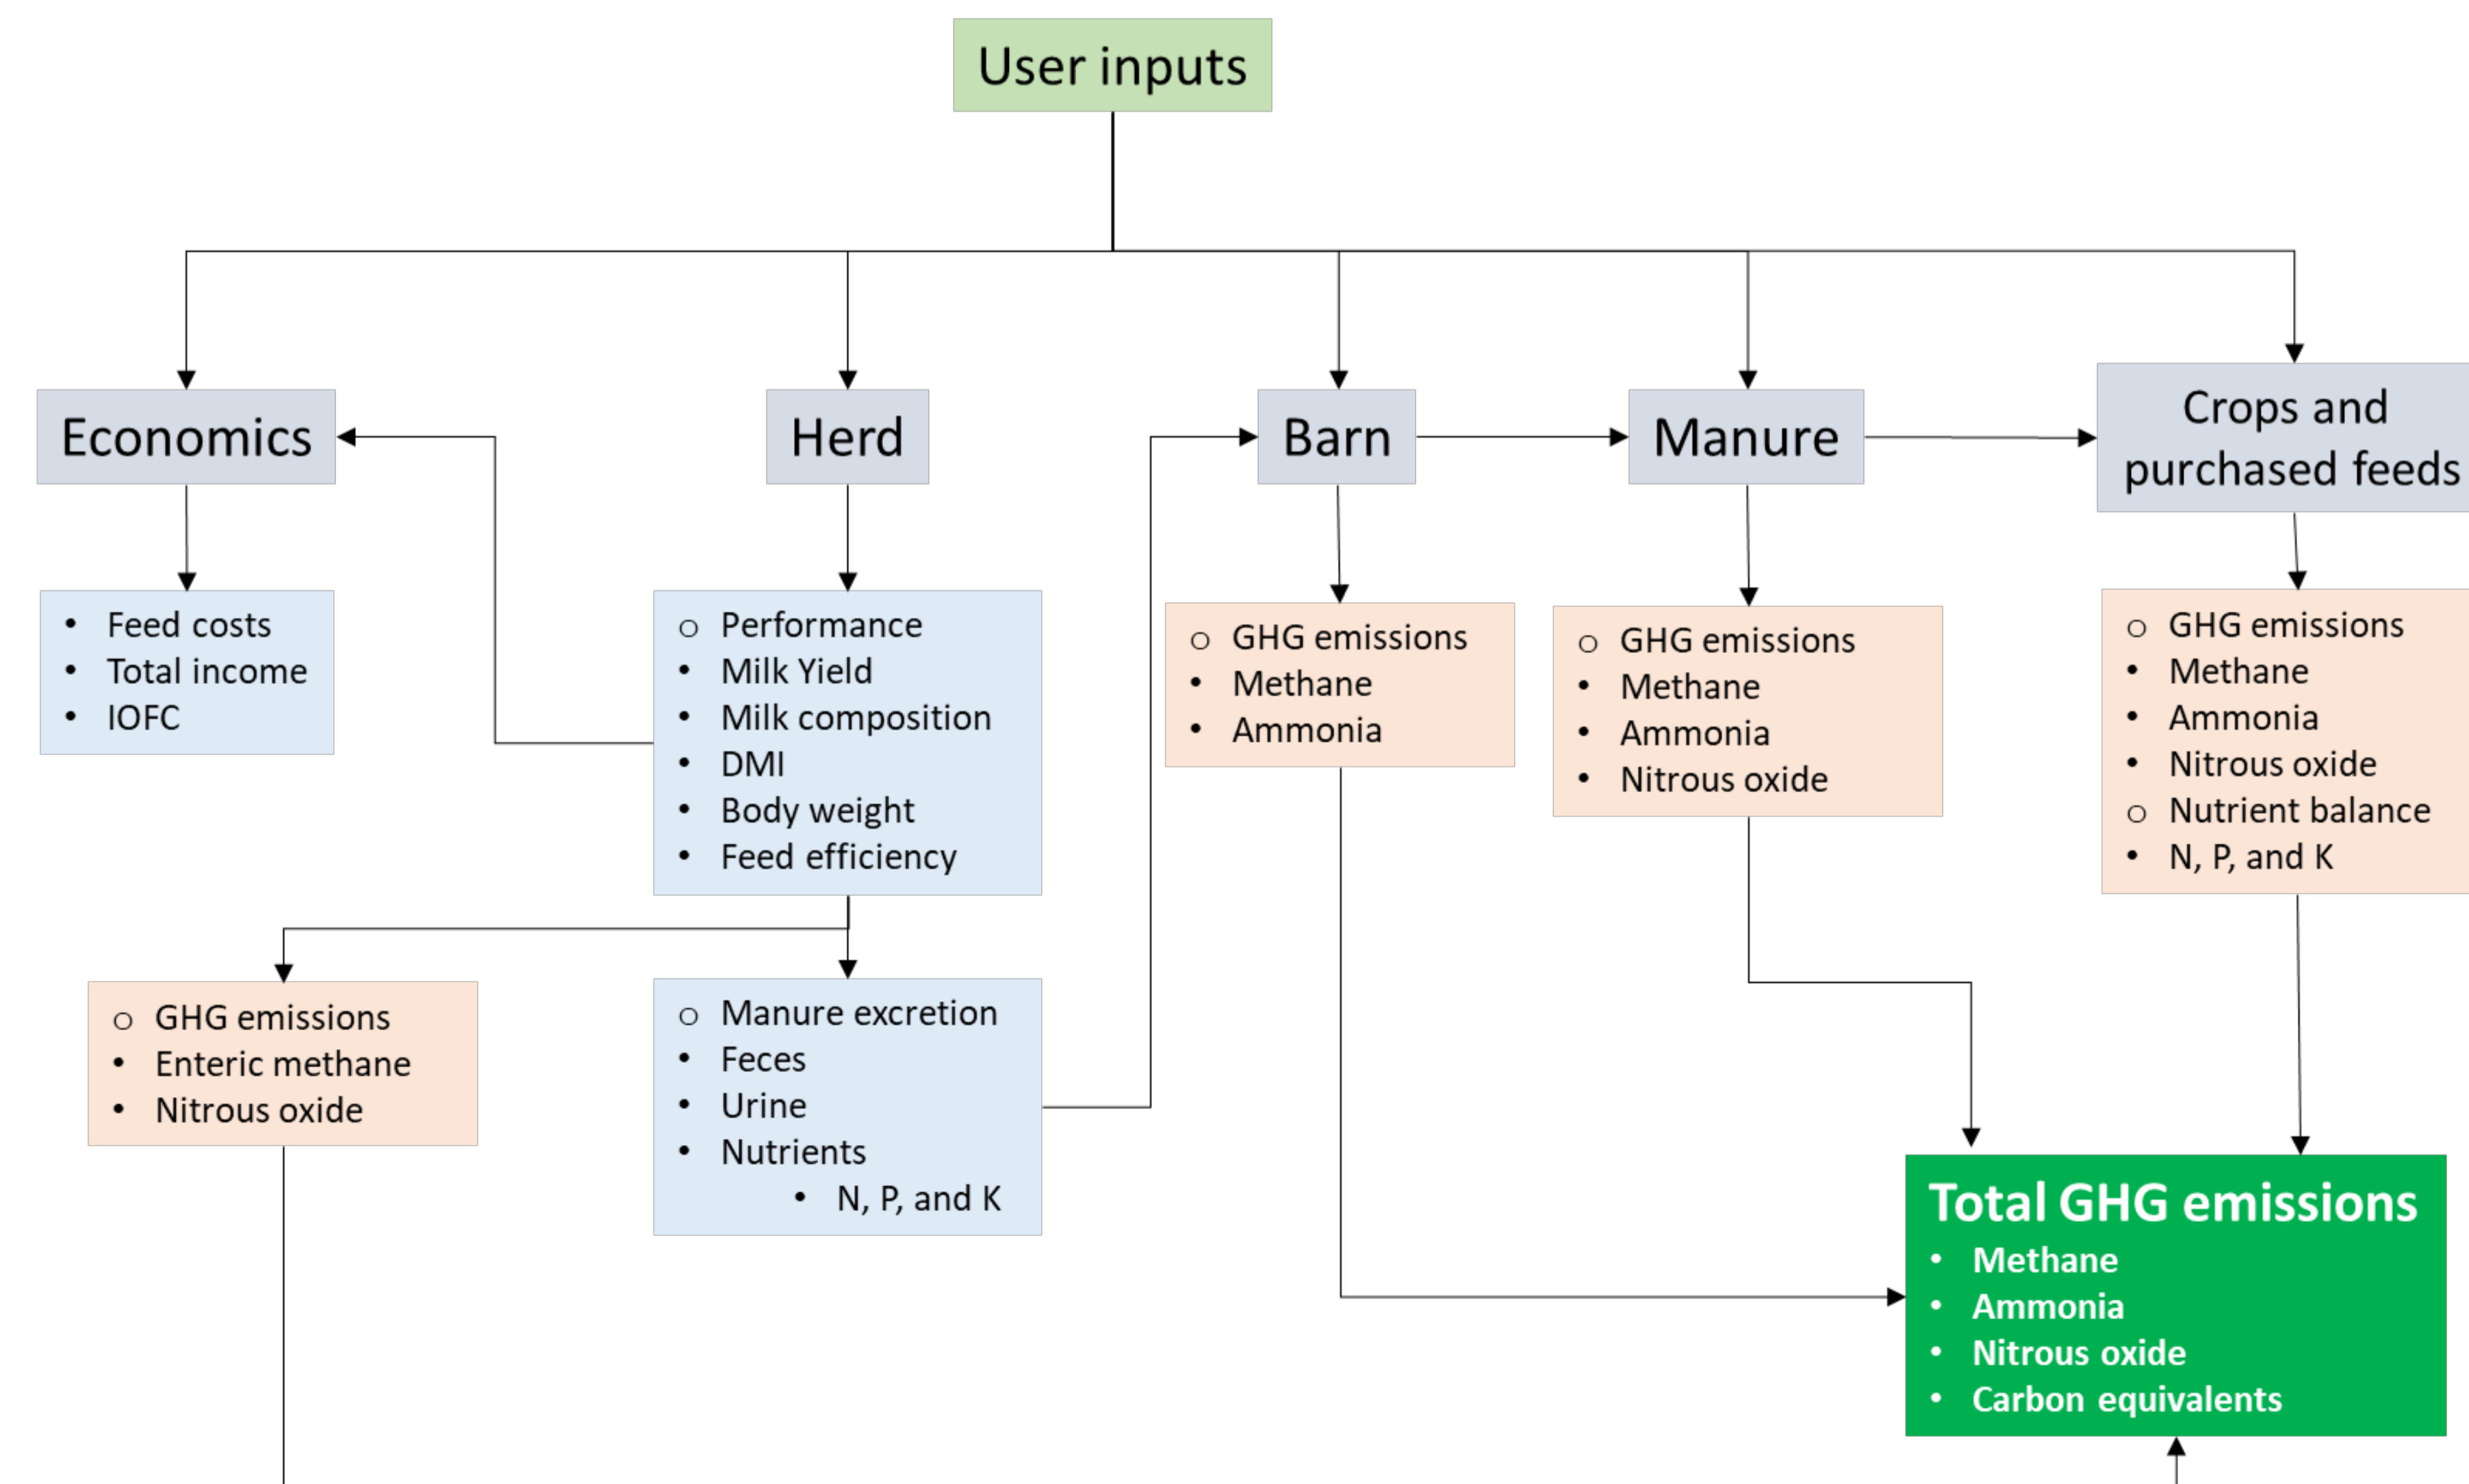 User inputs
Economics
Herd
Barn
Manure
Crops and
purchased feeds
• Feed costs
• Total income
• IOFC
o Performance
• Milk Yield
• Milk composition
• DMI
• Body weight
• Feed efficiency
o GHG emissions
• Methane
• Ammonia
o GHG emissions
• Methane
• Ammonia
• Nitrous oxide
o GHG emissions
• Methane
• Ammonia
• Nitrous oxide
o Nutrient balance
• N, P, and K
o GHG emissions
• Enteric methane
• Nitrous oxide
o Manure excretion
• Feces
• Urine
• Nutrients
• N, P, and K
Total GHG emissions
• Methane
• Ammonia
• Nitrous oxide
• Carbon equivalents